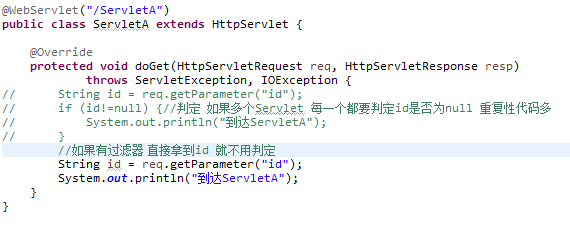 @WebServlet("/ServletA")
public class ServletA extends HttpServlet {
@Override
protected void doGet(HttpServletRequest req, HttpServletResponse resp)
throws ServletException, IOException {
// String id = req.getParameter("id");
// if (id!=null) {//判定 如果多个Servlet 每一个都要判定id是否为null 重复性代码多
// System.out.println("到达ServletA");
// }
//如果有过滤器 直接拿到id 就不用判定
String id = req.getParameter("id");
System.out.println("到达ServletA");
}
}